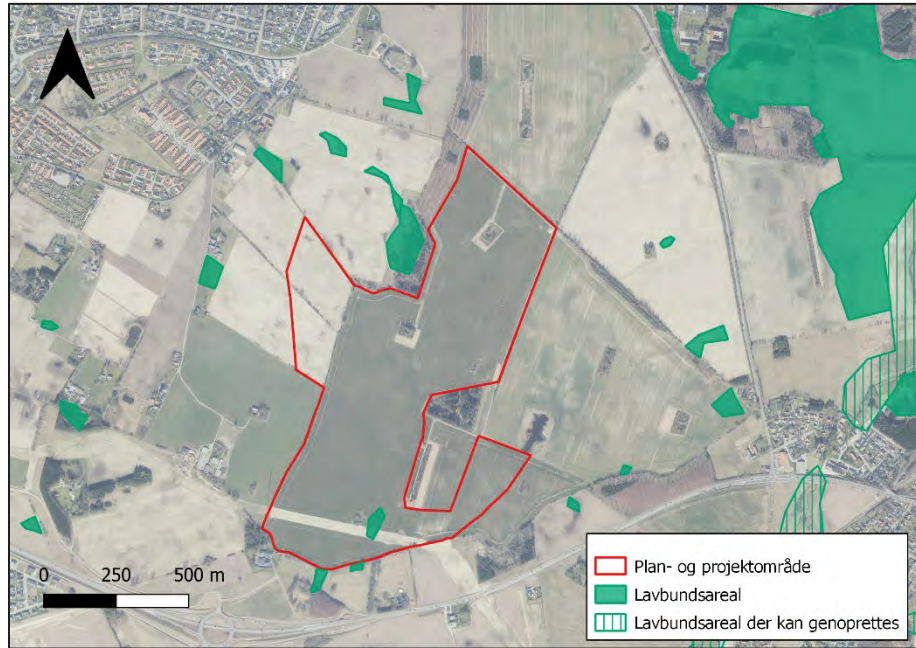 0 250 500 m
Plan- og projektområde
Lavbundsareal
Lavbundsareal der kan genoprettes